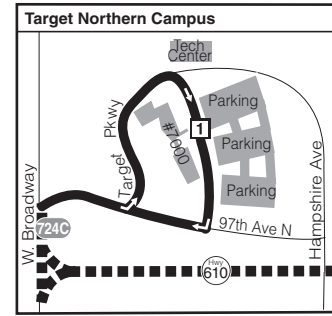 Target Northern Campus
Tech
Center
Target Pkwy
#7000
1
Parking
Parking
Parking
W. Broadway
Hampshire Ave
724C
97th Ave N
Hwy
610